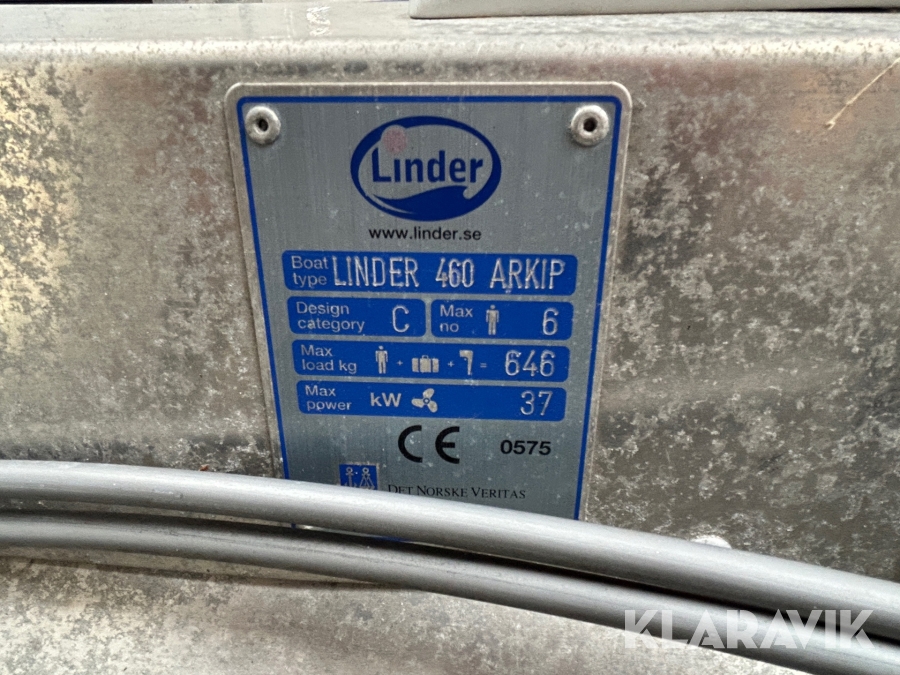 Linder
www.linder.se
Boat type LINDER 460 ARKIP
Design category C Max no 6
Max load kg + + = 646
Max power kW 37
CE 0575
DET NORSKE VERITAS
KLARAVIK